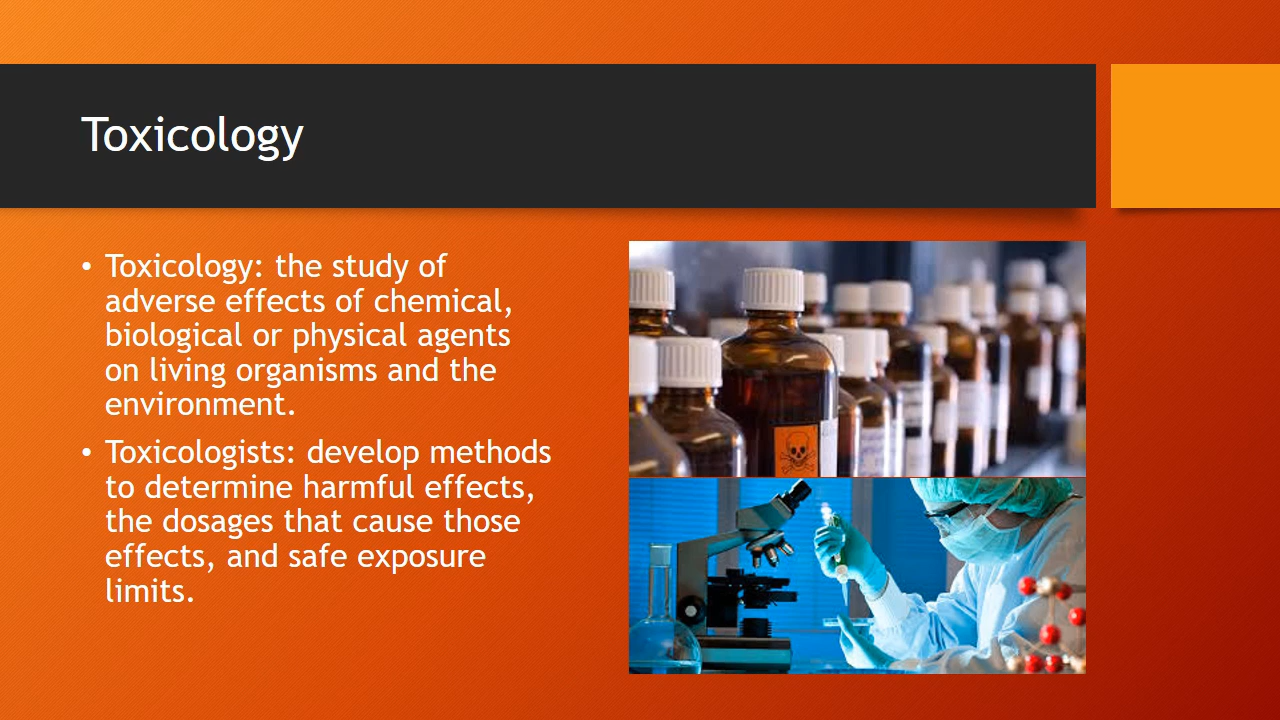 Toxicology
• Toxicology: the study of
adverse effects of chemical,
biological or physical agents
on living organisms and the
environment.
• Toxicologists: develop methods
to determine harmful effects,
the dosages that cause those
effects, and safe exposure
limits.